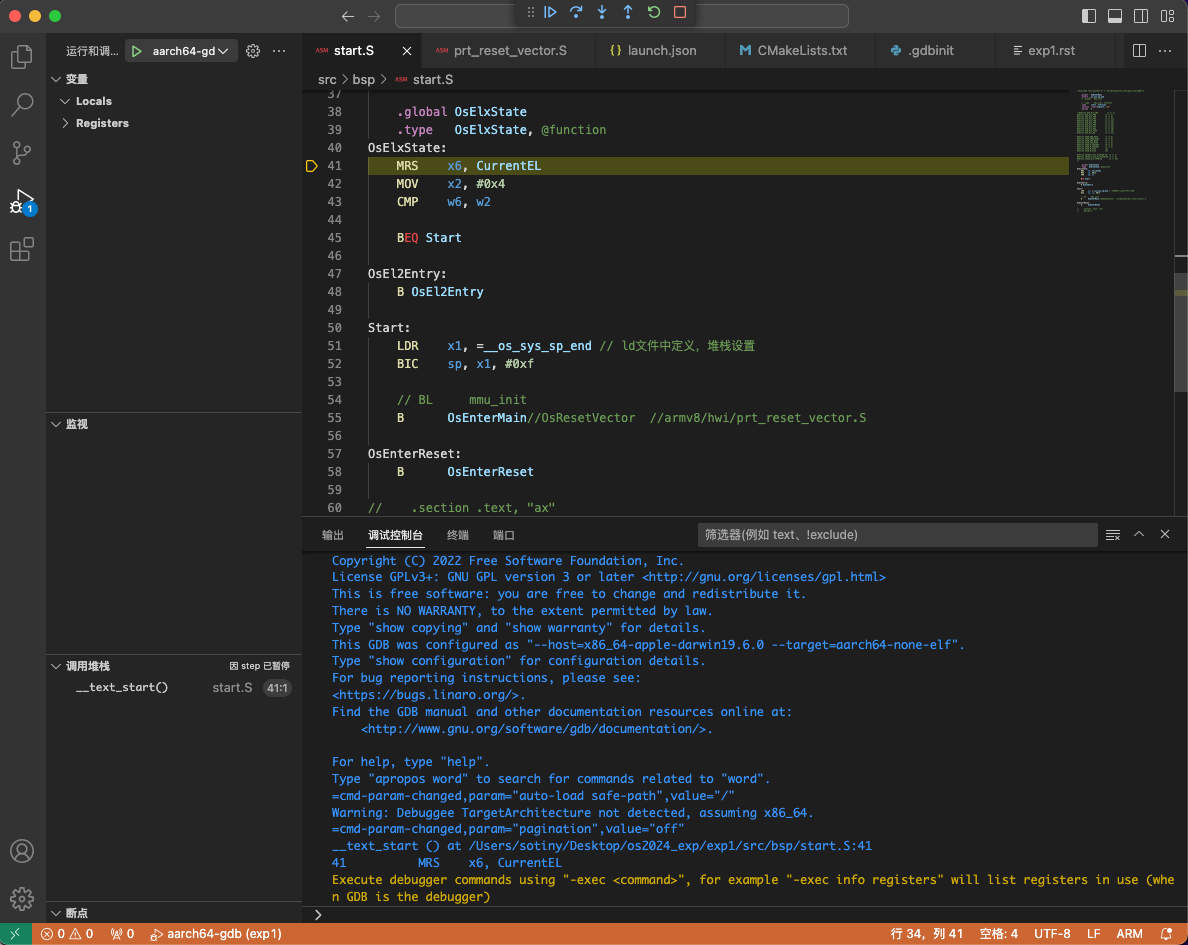 运行和调...
aarch64-gd
start.S
prt_reset_vector.S
launch.json
CMakeLists.txt
.gdbinit
exp1.rst
变量
Locals
Registers
src > bsp > start.S
37
38 .global OsElxState
39 .type OsElxState, @function
40 OsElxState:
41 MRS x6, CurrentEL
42 MOV x2, #0x4
43 CMP w6, w2
44
45 BEQ Start
46
47 OsEl2Entry:
48 B OsEl2Entry
49
50 Start:
51 LDR x1, =__os_sys_sp_end // ld文件中定义，堆栈设置
52 BIC sp, x1, #0xf
53
54 // BL mmu_init
55 B OsEnterMain//OsResetVector //armv8/hwi/prt_reset_vector.S
56
57 OsEnterReset:
58 B OsEnterReset
59
60 // .section .text, "ax"
监视
调用堆栈
因 step 已暂停
__text_start()
start.S
41:1
断点
1
输出
调试控制台
终端
端口
筛选器(例如 text、!exclude)
Copyright (C) 2022 Free Software Foundation, Inc.
License GPLv3+: GNU GPL version 3 or later <http://gnu.org/licenses/gpl.html>
This is free software: you are free to change and redistribute it.
There is NO WARRANTY, to the extent permitted by law.
Type "show copying" and "show warranty" for details.
This GDB was configured as "--host=x86_64-apple-darwin19.6.0 --target=aarch64-none-elf".
Type "show configuration" for configuration details.
For bug reporting instructions, please see:
<https://bugs.linaro.org/>.
Find the GDB manual and other documentation resources online at:
<http://www.gnu.org/software/gdb/documentation/>.
For help, type "help".
Type "apropos word" to search for commands related to "word".
=cmd-param-changed,param="auto-load safe-path",value="/"
Warning: Debuggee TargetArchitecture not detected, assuming x86_64.
=cmd-param-changed,param="pagination",value="off"
__text_start () at /Users/sotiny/Desktop/os2024_exp/exp1/src/bsp/start.S:41
41 MRS x6, CurrentEL
Execute debugger commands using "-exec <command>", for example "-exec info registers" will list registers in use (whe
n GDB is the debugger)
0
0
0
aarch64-gdb (exp1)
行 34，列 41
空格: 4
UTF-8
LF
ARM